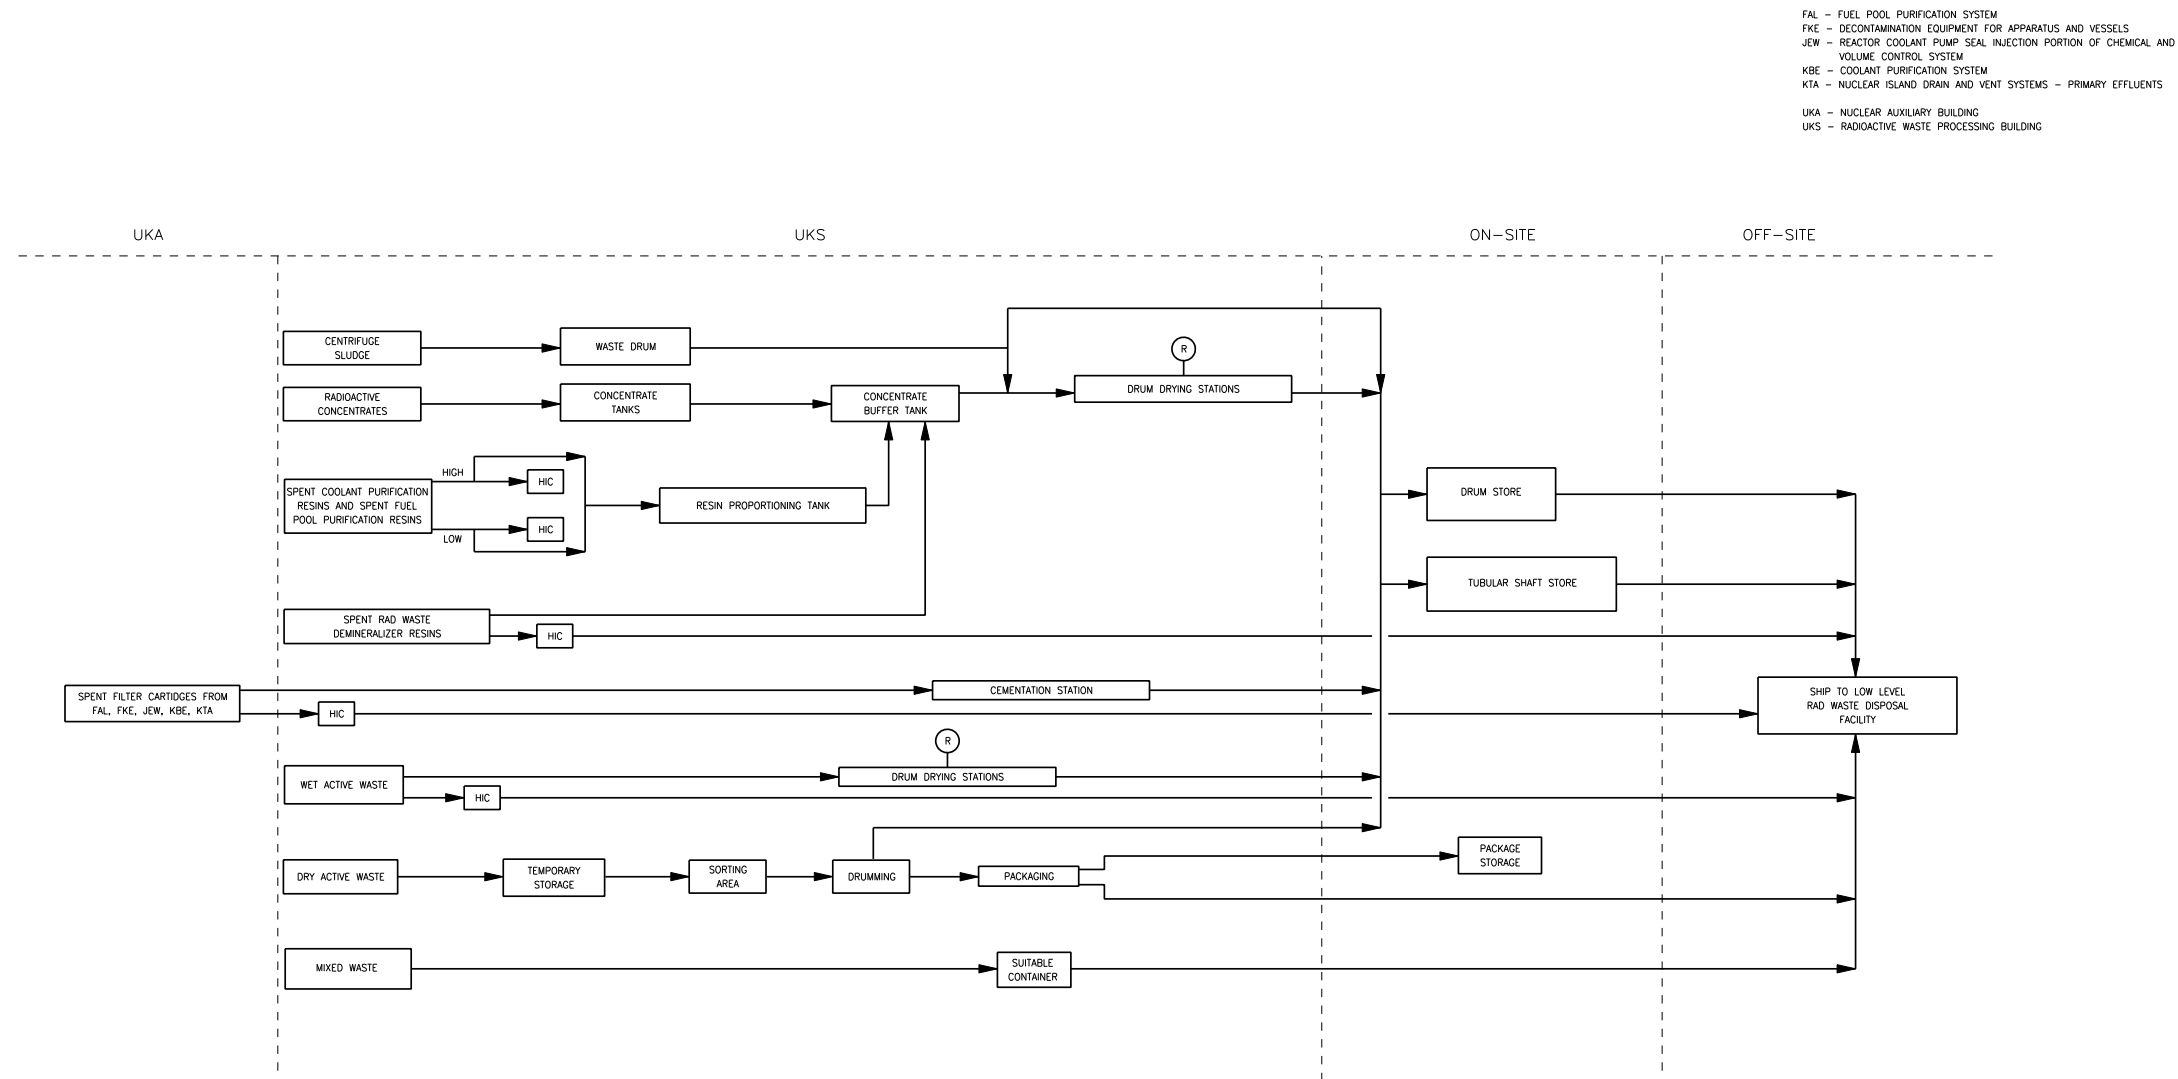 FAL – FUEL POOL PURIFICATION SYSTEM
FKE – DECONTAMINATION EQUIPMENT FOR APPARATUS AND VESSELS
JEW – REACTOR COOLANT PUMP SEAL INJECTION PORTION OF CHEMICAL AND
VOLUME CONTROL SYSTEM
KBE – COOLANT PURIFICATION SYSTEM
KTA – NUCLEAR ISLAND DRAIN AND VENT SYSTEMS – PRIMARY EFFLUENTS
UKA – NUCLEAR AUXILIARY BUILDING
UKS – RADIOACTIVE WASTE PROCESSING BUILDING
UKA
UKS
ON–SITE
OFF–SITE
CENTRIFUGE
SLUDGE
WASTE DRUM
R
RADIOACTIVE
CONCENTRATES
CONCENTRATE
TANKS
CONCENTRATE
BUFFER TANK
DRUM DRYING STATIONS
HIGH
HIC
SPENT COOLANT PURIFICATION
RESINS AND SPENT FUEL
POOL PURIFICATION RESINS
HIC
LOW
RESIN PROPORTIONING TANK
DRUM STORE
TUBULAR SHAFT STORE
SPENT RAD WASTE
DEMINERALIZER RESINS
HIC
SPENT FILTER CARTIDGES FROM
FAL, FKE, JEW, KBE, KTA
HIC
CEMENTATION STATION
SHIP TO LOW LEVEL
RAD WASTE DISPOSAL
FACILITY
R
WET ACTIVE WASTE
HIC
DRUM DRYING STATIONS
DRY ACTIVE WASTE
TEMPORARY
STORAGE
SORTING
AREA
DRUMMING
PACKAGING
PACKAGE
STORAGE
MIXED WASTE
SUITABLE
CONTAINER